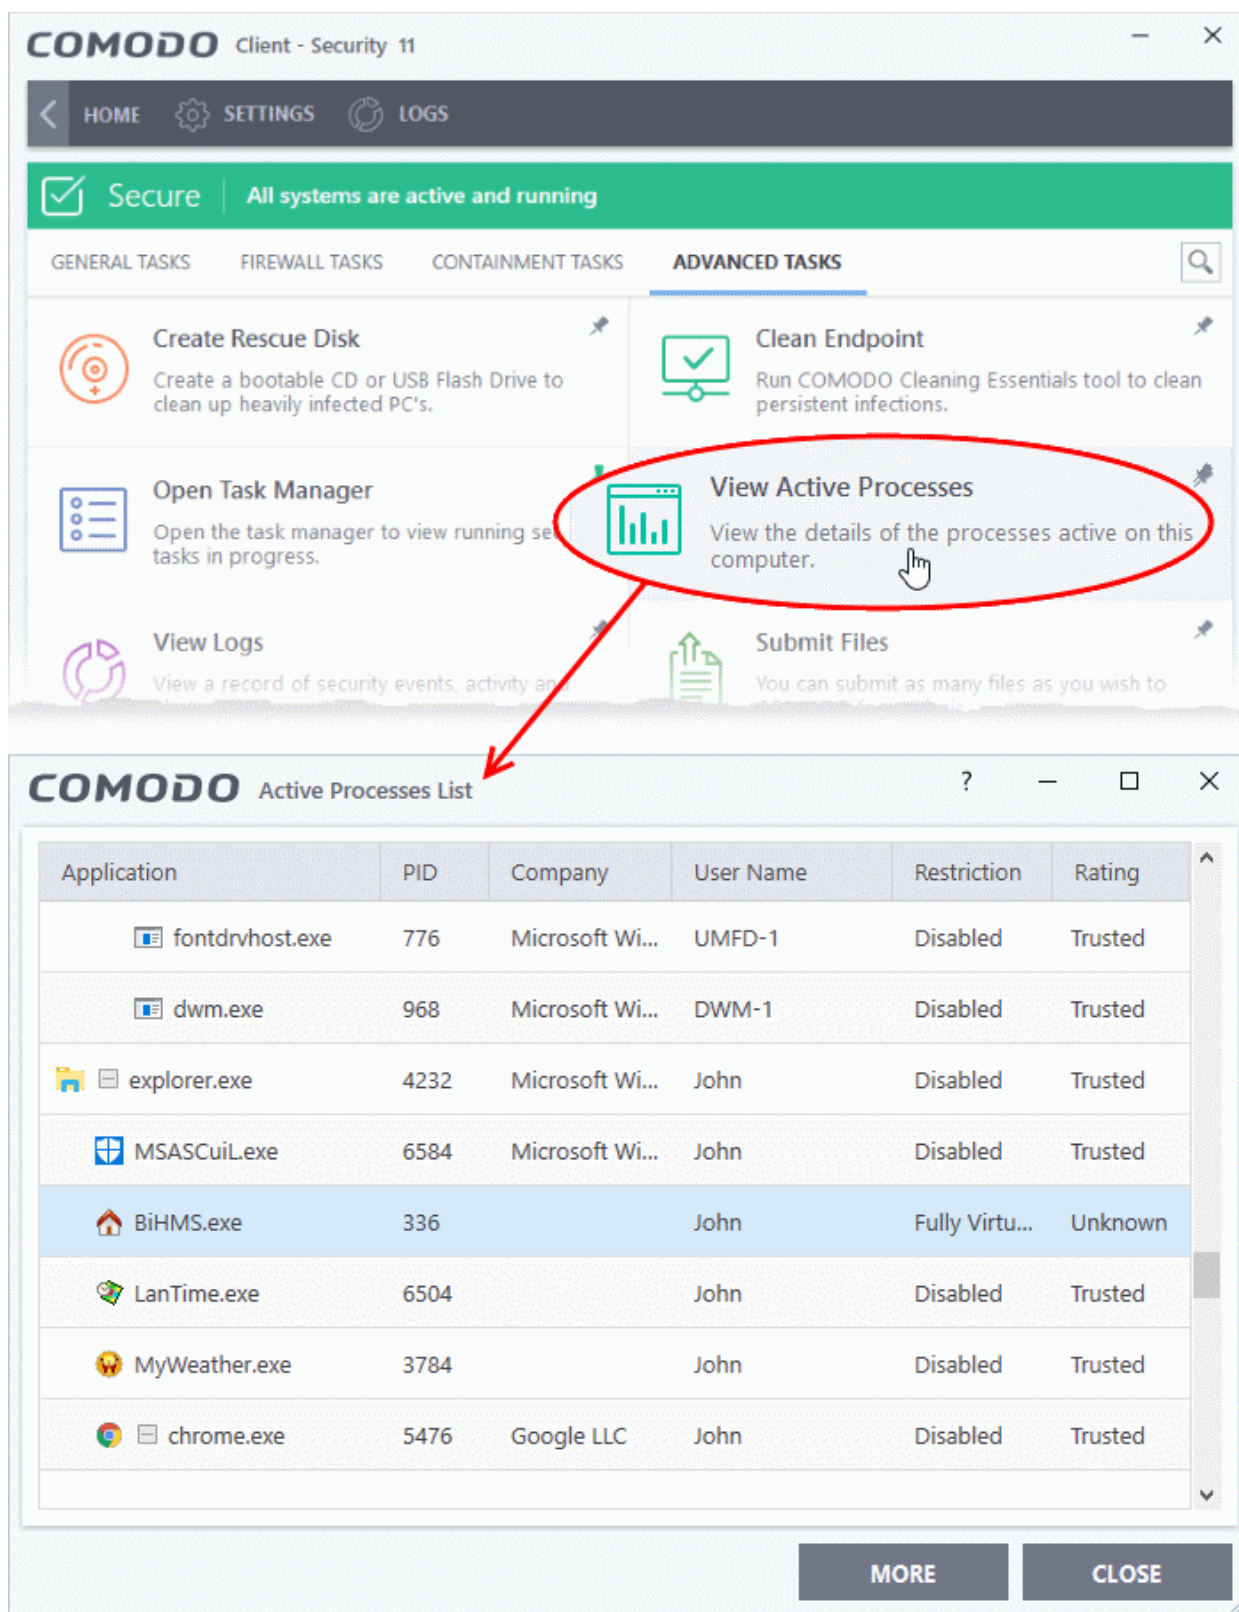 COMODO Client - Security 11
HOME SETTINGS LOGS
Secure All systems are active and running
GENERAL TASKS FIREWALL TASKS CONTAINMENT TASKS ADVANCED TASKS
Create Rescue Disk
Create a bootable CD or USB Flash Drive to
clean up heavily infected PC's.
Clean Endpoint
Run COMODO Cleaning Essentials tool to clean
persistent infections.
Open Task Manager
Open the task manager to view running se
tasks in progress.
View Active Processes
View the details of the processes active on this
computer.
View Logs
View a record of security events, activity and
Submit Files
You can submit as many files as you wish to
COMODO Active Processes List ?
Application PID Company User Name Restriction Rating
fontdrvhost.exe 776 Microsoft Wi... UMFD-1 Disabled Trusted
dwm.exe 968 Microsoft Wi... DWM-1 Disabled Trusted
explorer.exe 4232 Microsoft Wi... John Disabled Trusted
MSASCuiL.exe 6584 Microsoft Wi... John Disabled Trusted
BiHMS.exe 336 John Fully Virtu... Unknown
LanTime.exe 6504 John Disabled Trusted
MyWeather.exe 3784 John Disabled Trusted
chrome.exe 5476 Google LLC John Disabled Trusted
MORE CLOSE